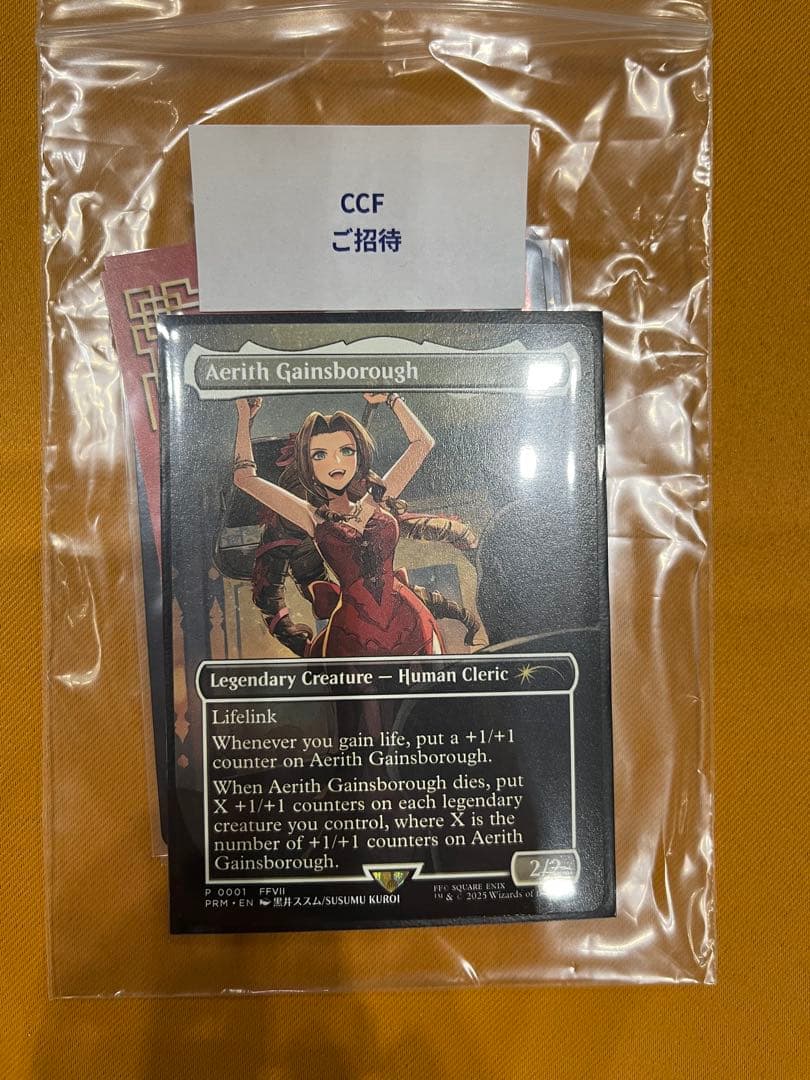 CCF
ご招待
Aerith Gainsborough
Legendary Creature — Human Cleric
Lifelink
Whenever you gain life, put a +1/+1
counter on Aerith Gainsborough.
When Aerith Gainsborough dies, put
X +1/+1 counters on each legendary
creature you control, where X is the
number of +1/+1 counters on Aerith
Gainsborough.
2/2
P 0001 FFVII
PRM • EN 黒井ススム/SUSUMU KUROI
FF© SQUARE ENIX
™ & © 2025 Wizards of